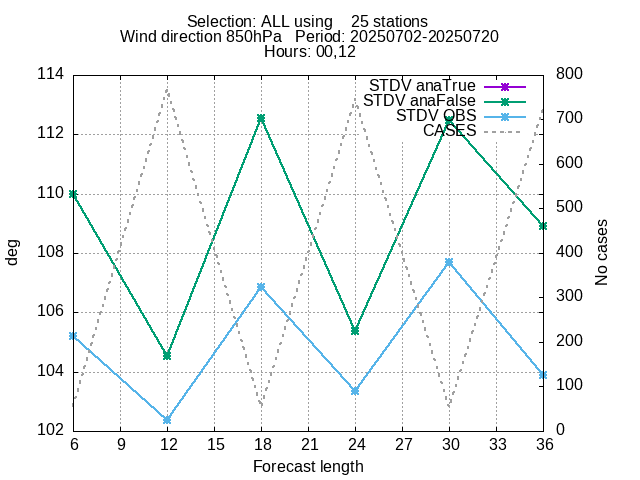 Selection: ALL using    25 stations
Wind direction 850hPa   Period: 20250702-20250720
Hours: 00,12
STDV anaTrue
STDV anaFalse
STDV OBS
CASES
114
112
110
108
106
104
102
800
700
600
500
400
300
200
100
0
deg
No cases
6 9 12 15 18 21 24 27 30 33 36
Forecast length